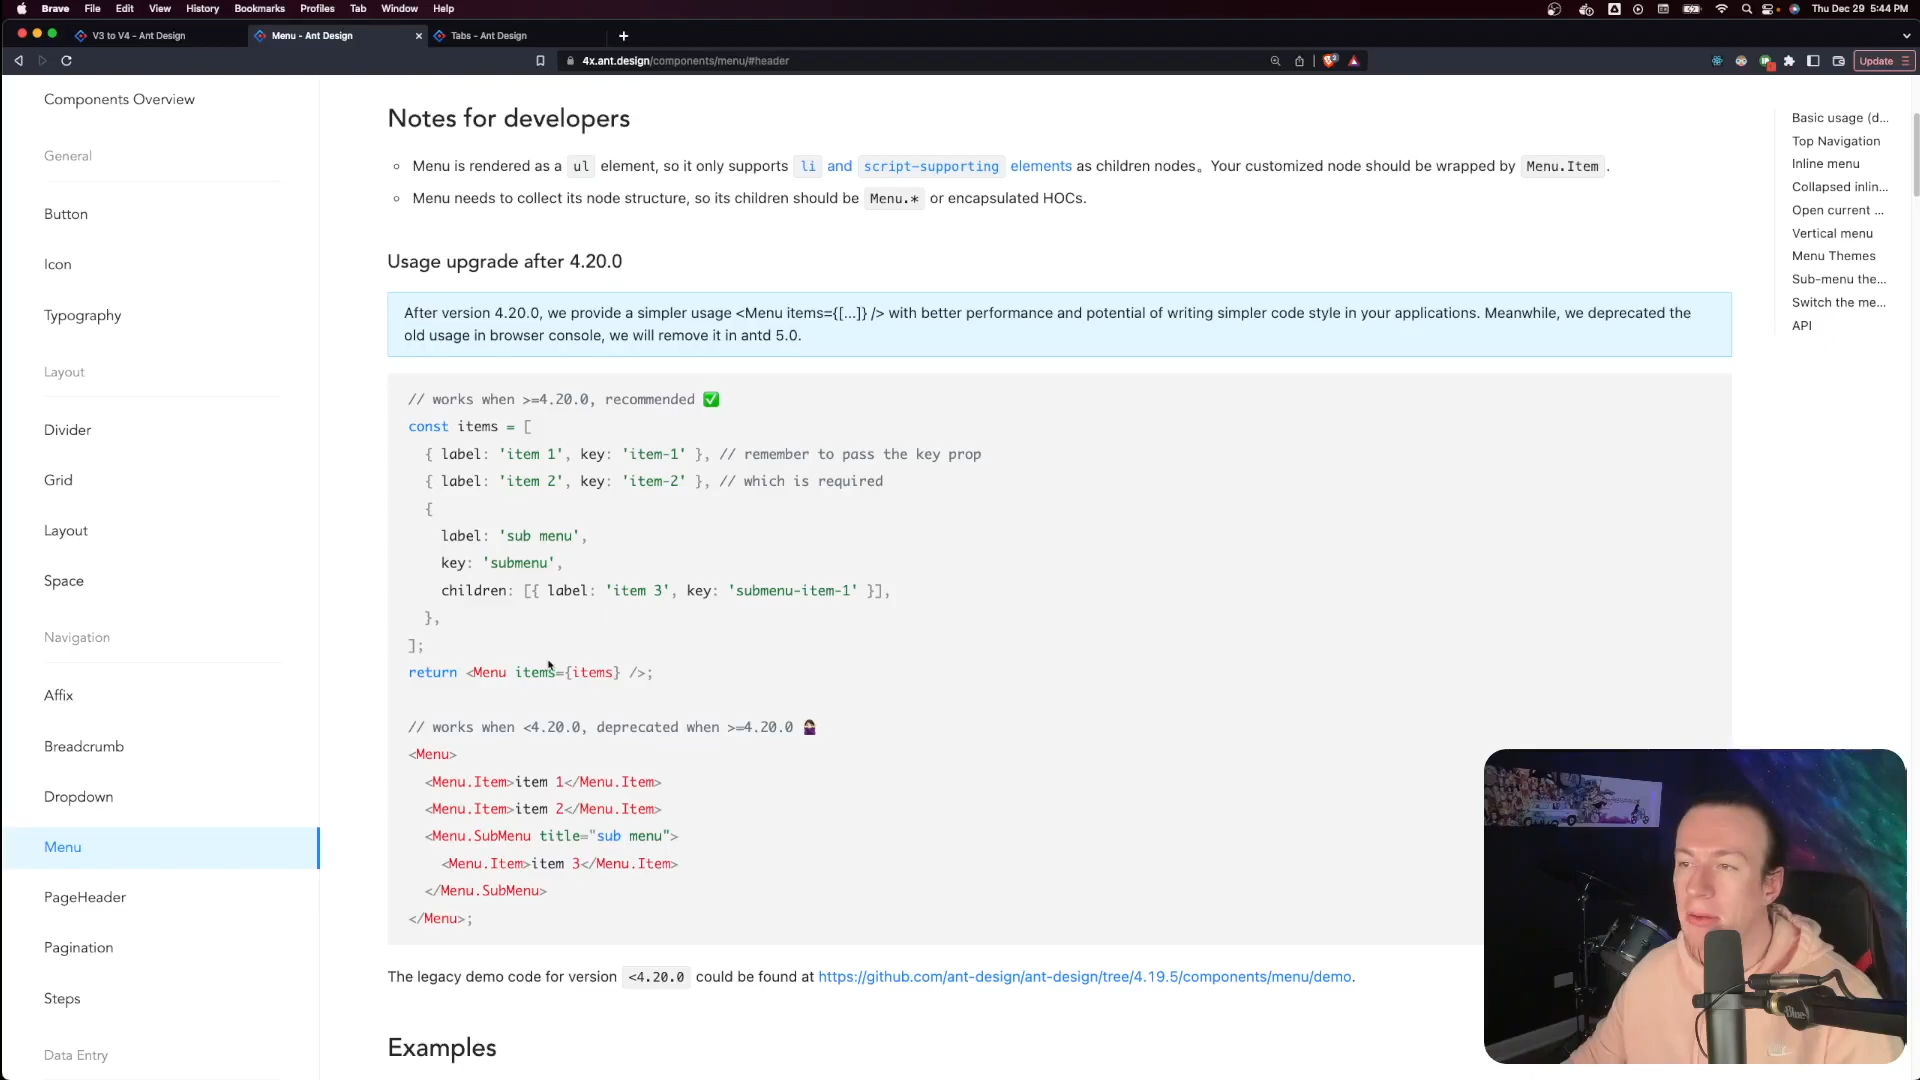 Brave File Edit View History Bookmarks Profiles Tab Window Help
Thu Dec 29 5:44 PM
V3 to V4 - Ant Design
Menu - Ant Design
Tabs - Ant Design
4x.ant.design/components/menu/#header
Update
Components Overview
General
Button
Icon
Typography
Layout
Divider
Grid
Layout
Space
Navigation
Affix
Breadcrumb
Dropdown
Menu
PageHeader
Pagination
Steps
Data Entry
Notes for developers
Menu is rendered as a ul element, so it only supports li and script-supporting elements as children nodes。Your customized node should be wrapped by Menu.Item.
Menu needs to collect its node structure, so its children should be Menu.* or encapsulated HOCs.
Usage upgrade after 4.20.0
After version 4.20.0, we provide a simpler usage <Menu items={[...]} /> with better performance and potential of writing simpler code style in your applications. Meanwhile, we deprecated the
old usage in browser console, we will remove it in antd 5.0.
// works when >=4.20.0, recommended ✅
const items = [
{ label: 'item 1', key: 'item-1' }, // remember to pass the key prop
{ label: 'item 2', key: 'item-2' }, // which is required
{
label: 'sub menu',
key: 'submenu',
children: [{ label: 'item 3', key: 'submenu-item-1' }],
},
];
return <Menu items={items} />;
// works when <4.20.0, deprecated when >=4.20.0 🙅🏻‍♀️
<Menu>
<Menu.Item>item 1</Menu.Item>
<Menu.Item>item 2</Menu.Item>
<Menu.SubMenu title="sub menu">
<Menu.Item>item 3</Menu.Item>
</Menu.SubMenu>
</Menu>;
The legacy demo code for version <4.20.0 could be found at https://github.com/ant-design/ant-design/tree/4.19.5/components/menu/demo.
Examples
Basic usage (d...
Top Navigation
Inline menu
Collapsed inlin...
Open current ...
Vertical menu
Menu Themes
Sub-menu the...
Switch the me...
API
Blue